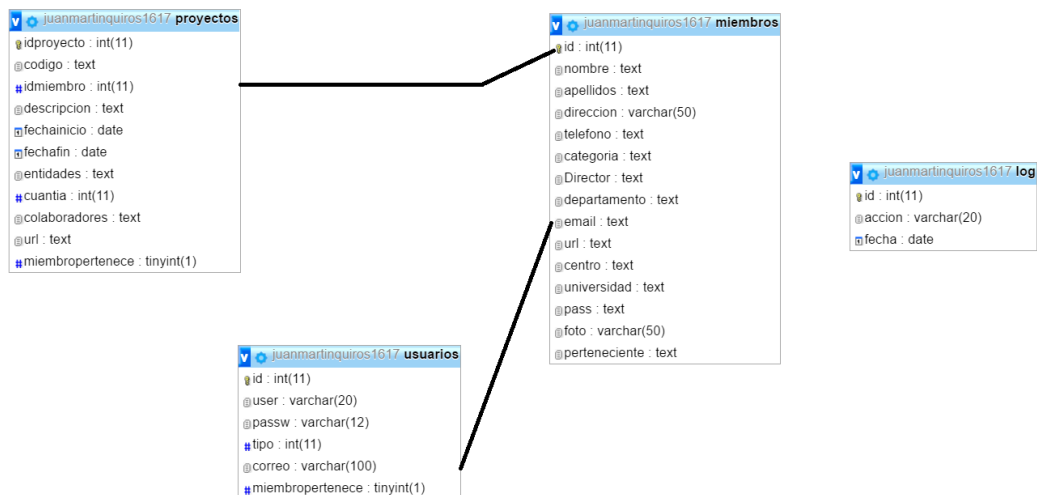 juanmartinquiros1617 proyectos
idproyecto : int(11)
codigo : text
idmiembro : int(11)
descripcion : text
fechainicio : date
fechafin : date
entidades : text
cuantia : int(11)
colaboradores : text
url : text
miembropertenece : tinyint(1)
juanmartinquiros1617 miembros
id : int(11)
nombre : text
apellidos : text
direccion : varchar(50)
telefono : text
categoria : text
Director : text
departamento : text
email : text
url : text
centro : text
universidad : text
pass : text
foto : varchar(50)
perteneciente : text
juanmartinquiros1617 log
id : int(11)
accion : varchar(20)
fecha : date
juanmartinquiros1617 usuarios
id : int(11)
user : varchar(20)
passw : varchar(12)
tipo : int(11)
correo : varchar(100)
miembropertenece : tinyint(1)